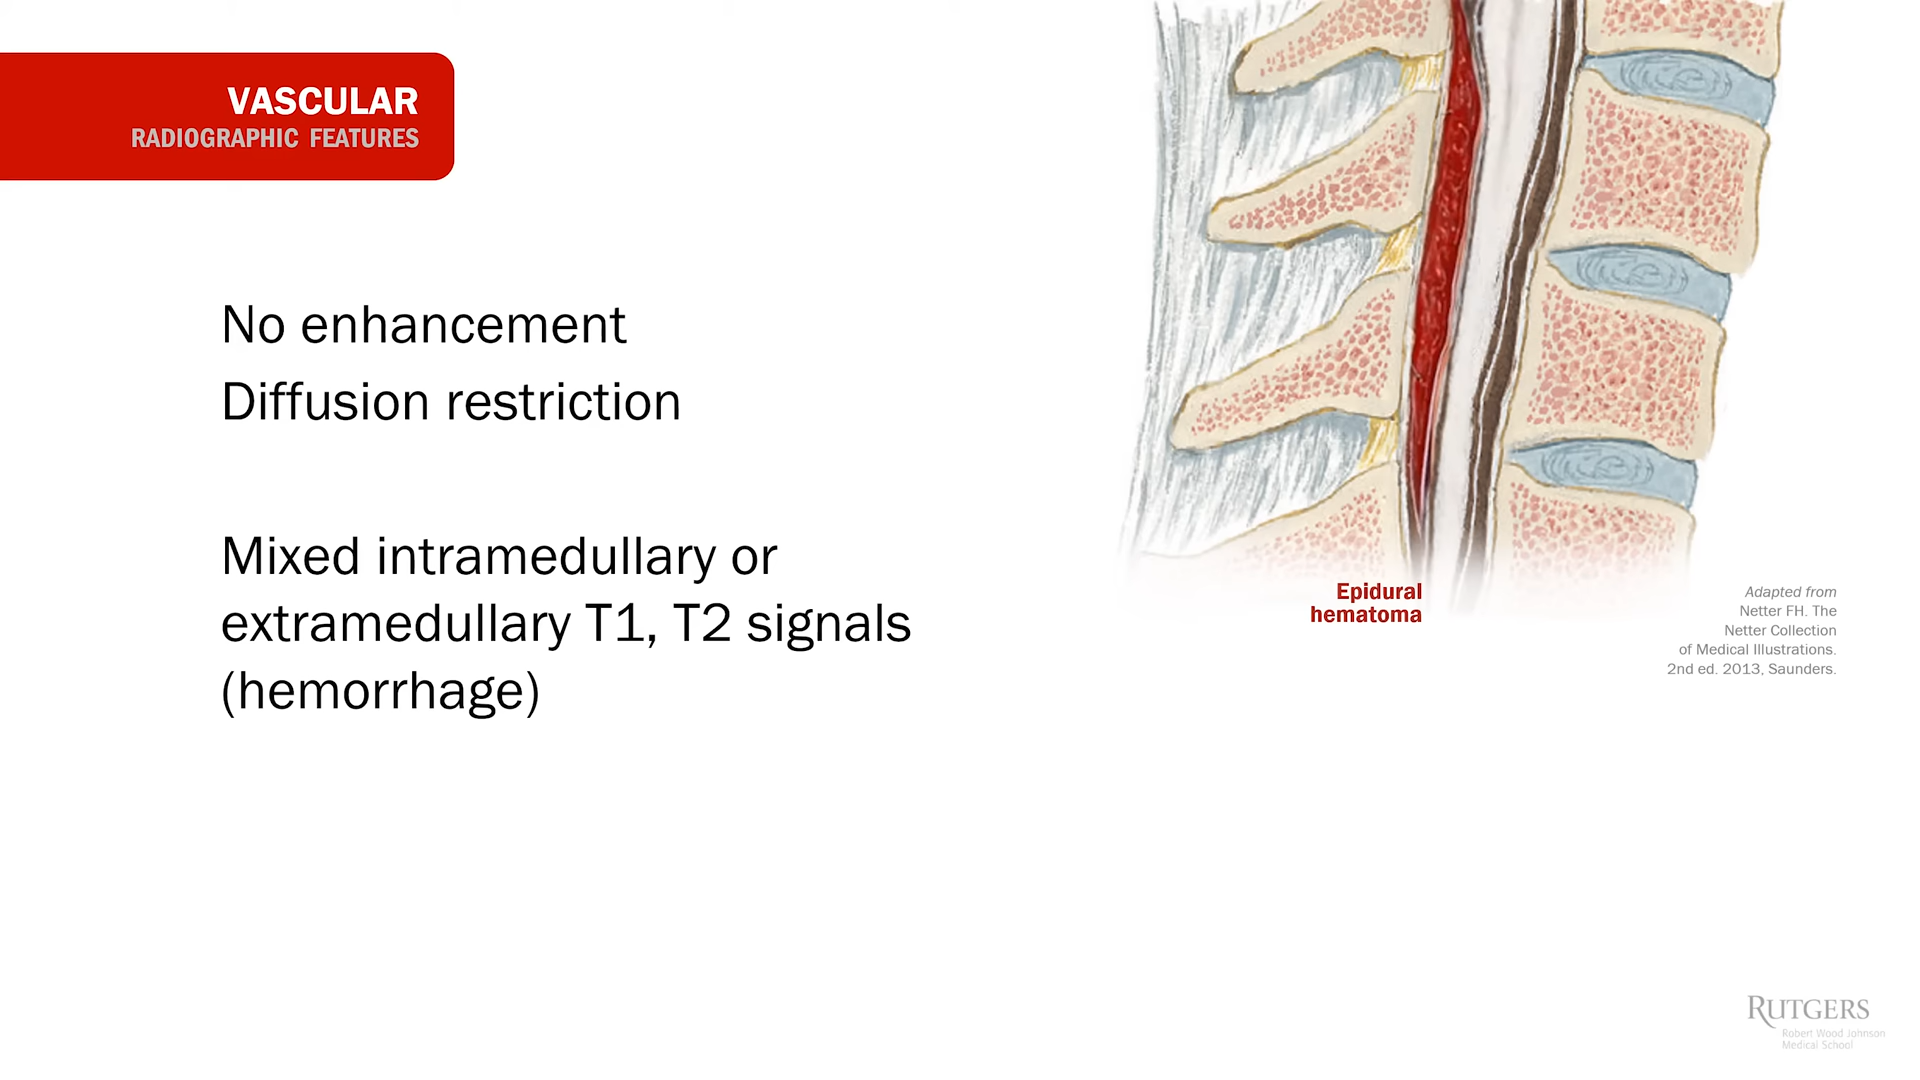 VASCULAR
RADIOGRAPHIC FEATURES
No enhancement
Diffusion restriction
Mixed intramedullary or
extramedullary T1, T2 signals
(hemorrhage)
Epidural
hematoma
Adapted from
Netter FH. The
Netter Collection
of Medical Illustrations.
2nd ed. 2013, Saunders.
RUTGERS
Robert Wood Johnson
Medical School